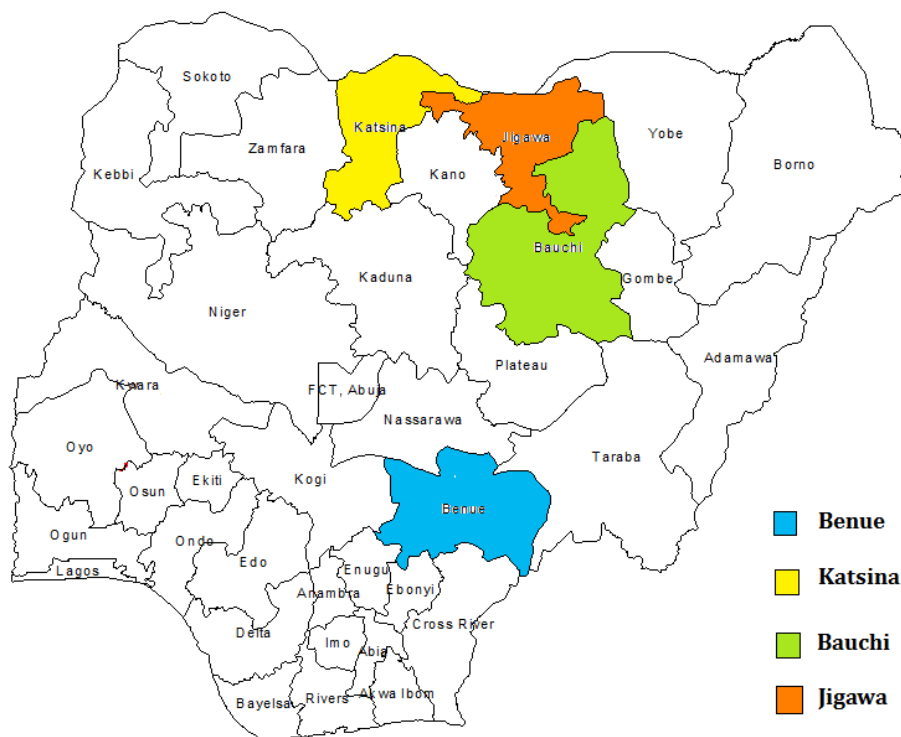 Sokoto
Katsina
Jigawa
Yobe
Zamfara
Borno
Kebbi
Kano
Bauchi
Kaduna
Gombe
Niger
Adamawa
Plateau
Kwara
FCT, Abuja
Nassarawa
Oyo
Taraba
Kogi
Ekiti
Osun
Benue
Ogun
Ondo
Edo
Lagos
Enugu
Ebonyi
Anambra
Cross River
Delta
Imo
Abia
Bayelsa
Rivers
Akwa Ibom
Benue
Katsina
Bauchi
Jigawa